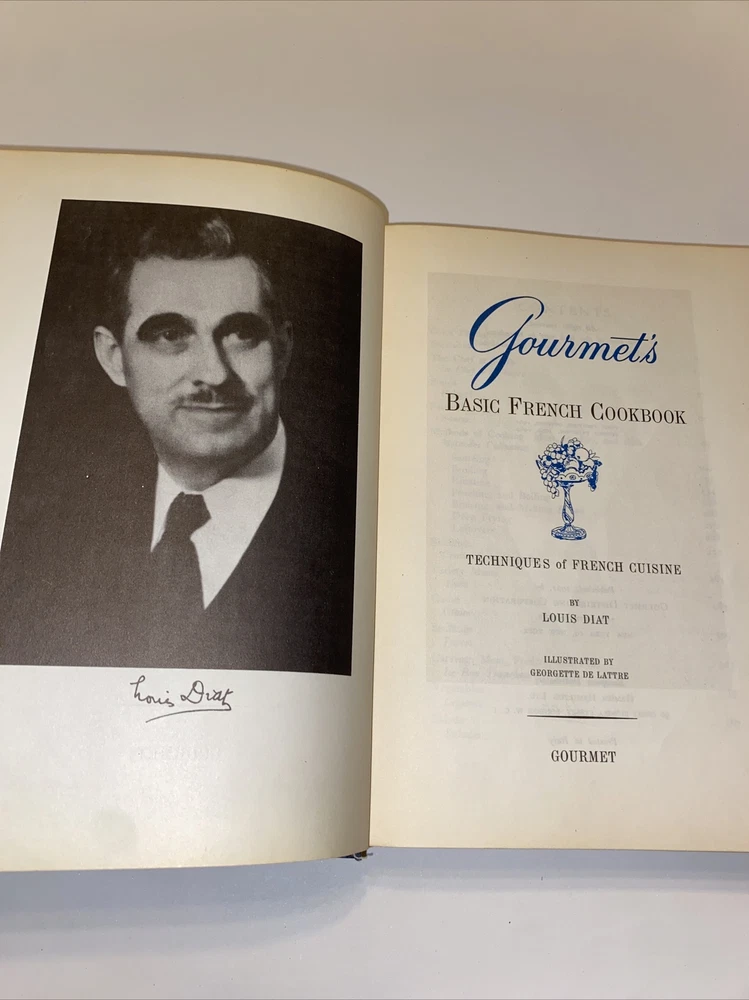 Louis Diat
Gourmet's
BASIC FRENCH COOKBOOK
TECHNIQUES of FRENCH CUISINE
BY
LOUIS DIAT
ILLUSTRATED BY
GEORGETTE DE LATTRE
GOURMET